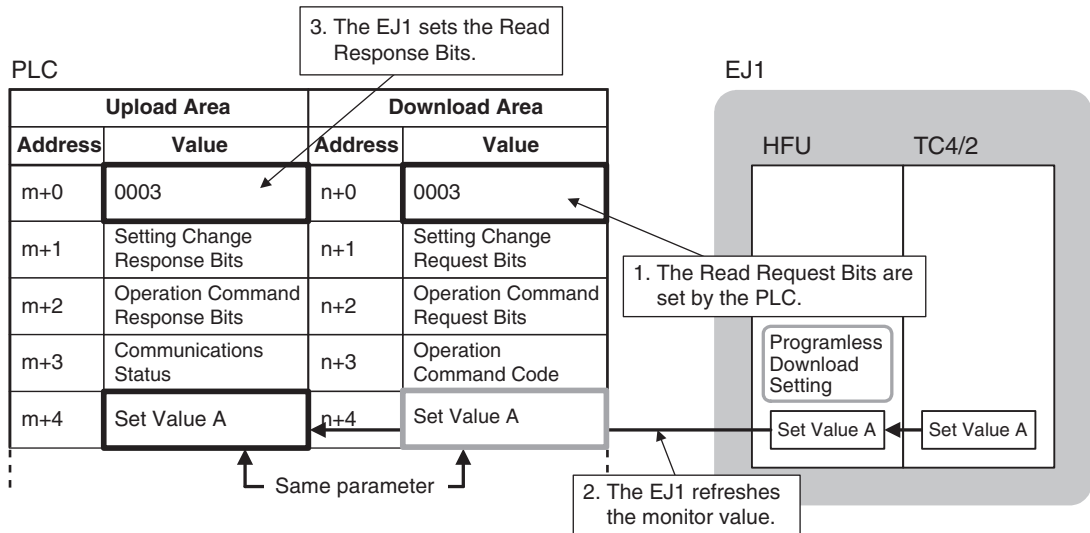 3. The EJ1 sets the Read
Response Bits.
PLC
EJ1
Upload Area Download Area
Address Value Address Value
HFU TC4/2
m+0 0003 n+0 0003
m+1 Setting Change n+1 Setting Change
Response Bits Request Bits
1. The Read Request Bits are
set by the PLC.
m+2 Operation Command n+2 Operation Command
Response Bits Request Bits
m+3 Communications n+3 Operation
Status Command Code
Programless
Download
Setting
m+4 Set Value A n+4 Set Value A
Set Value A Set Value A
Same parameter
2. The EJ1 refreshes
the monitor value.